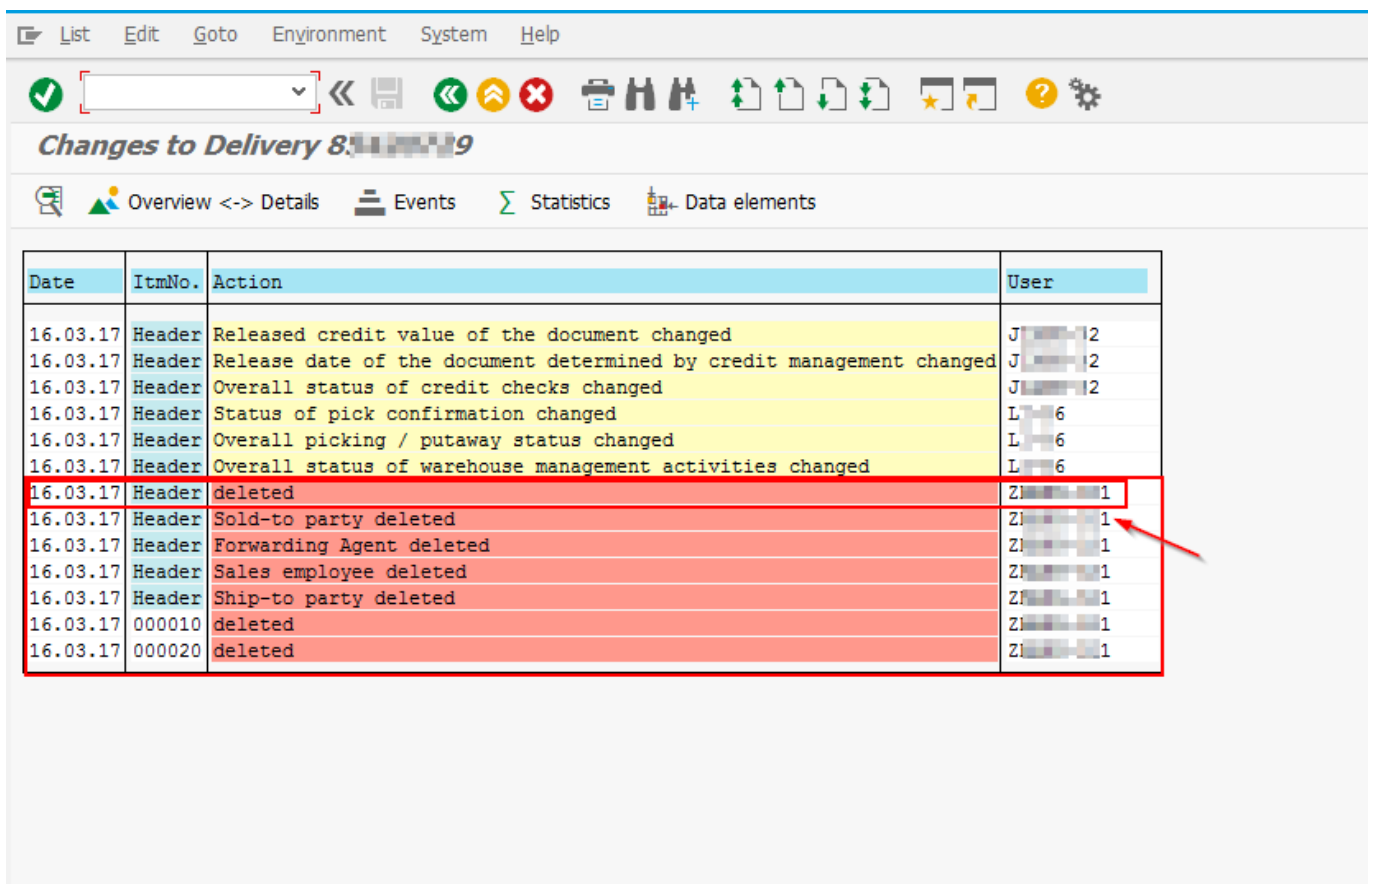 List Edit Goto Environment System Help
Changes to Delivery
Overview <-> Details Events Statistics Data elements
Date ItmNo. Action User
16.03.17 Header Released credit value of the document changed
16.03.17 Header Release date of the document determined by credit management changed
16.03.17 Header Overall status of credit checks changed
16.03.17 Header Status of pick confirmation changed
16.03.17 Header Overall picking / putaway status changed
16.03.17 Header Overall status of warehouse management activities changed
16.03.17 Header deleted
16.03.17 Header Sold-to party deleted
16.03.17 Header Forwarding Agent deleted
16.03.17 Header Sales employee deleted
16.03.17 Header Ship-to party deleted
16.03.17 000010 deleted
16.03.17 000020 deleted